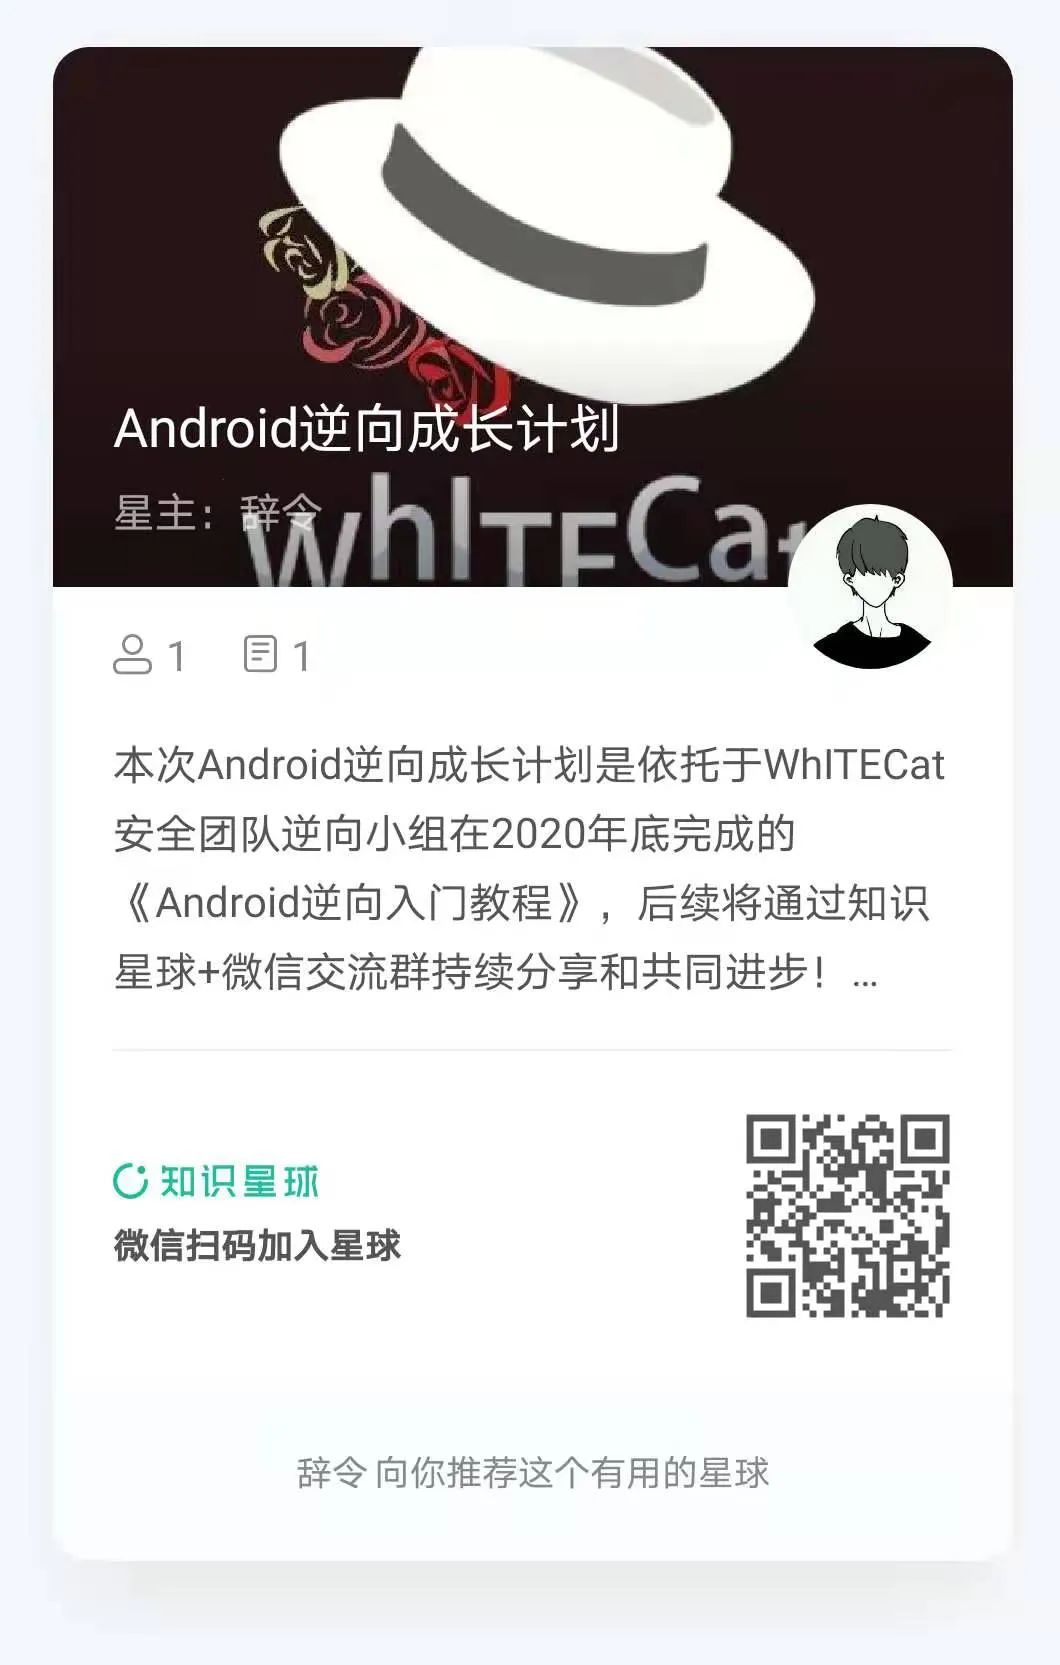 Android逆向成长计划
星主：辞令
WhITECat
1 1
本次Android逆向成长计划是依托于WhITECat
安全团队逆向小组在2020年底完成的
《Android逆向入门教程》，后续将通过知识
星球+微信交流群持续分享和共同进步！...
知识星球
微信扫码加入星球
辞令 向你推荐这个有用的星球